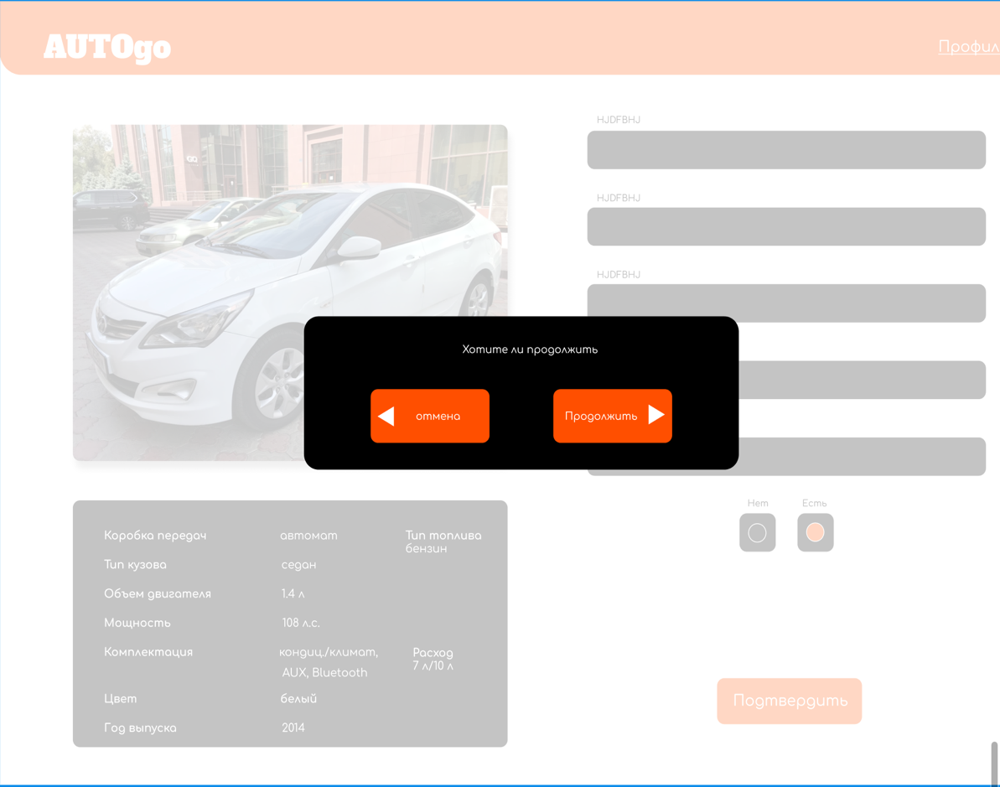 AUTOgo
Профил
HJDFBHJ
HJDFBHJ
HJDFBHJ
Хотите ли продолжить
отмена
Продолжить
Нет
Есть
Коробка передач
автомат
Тип топлива
бензин
Тип кузова
седан
Объем двигателя
1.4 л
Мощность
108 л.с.
Комплектация
кондиц./климат,
AUX, Bluetooth
Расход
7 л/10 л
Цвет
белый
Год выпуска
2014
Подтвердить